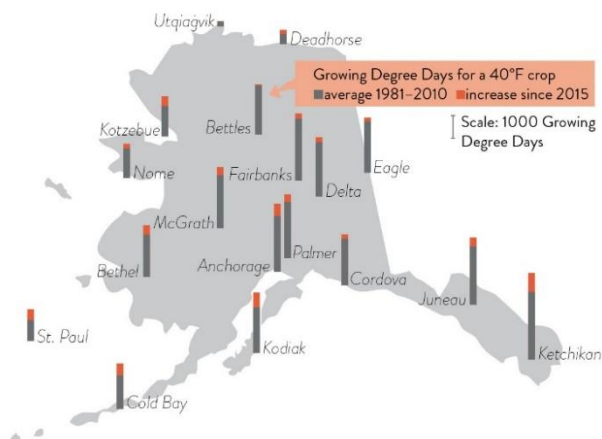 Utqiaġvik
Deadhorse
Growing Degree Days for a 40°F crop
average 1981–2010 increase since 2015
Scale: 1000 Growing
Degree Days
Kotzebue
Bettles
Nome
Fairbanks
Eagle
Delta
McGrath
Bethel
Anchorage
Palmer
Cordova
Juneau
St. Paul
Kodiak
Ketchikan
Cold Bay